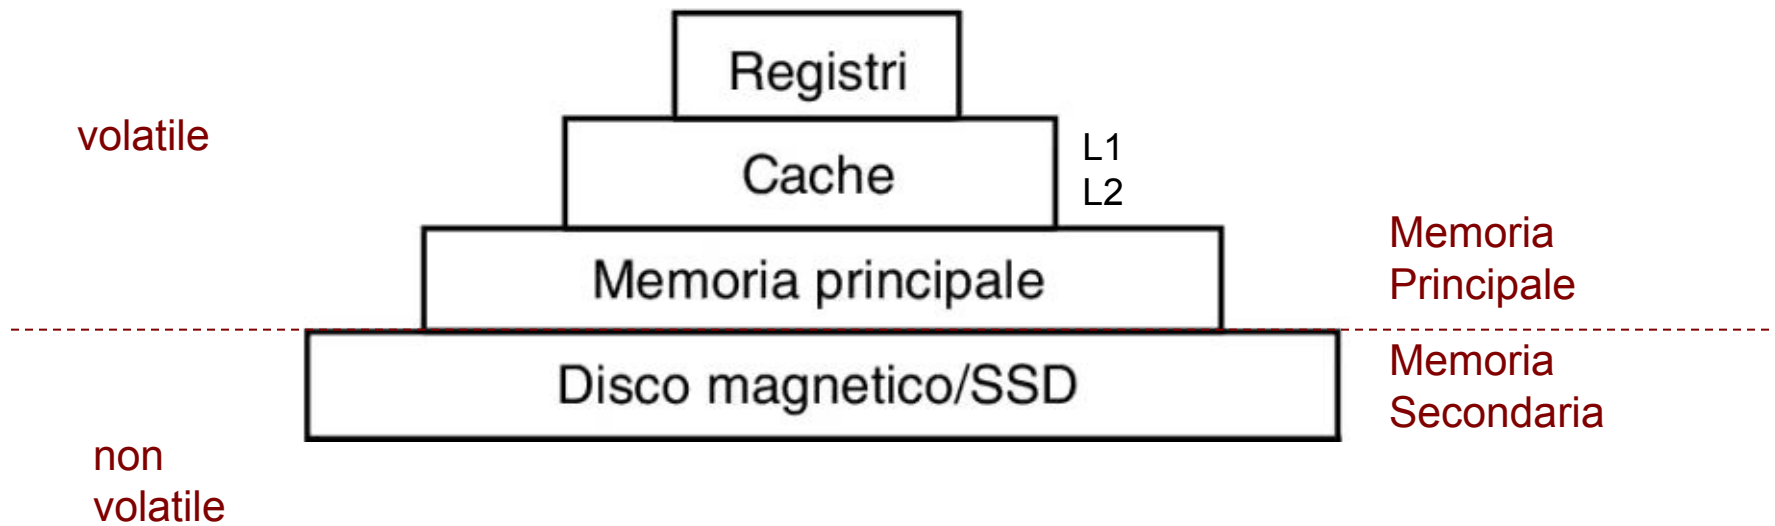 Registri
volatile
Cache
L1
L2
Memoria principale
Memoria
Principale
Disco magnetico/SSD
Memoria
Secondaria
non
volatile